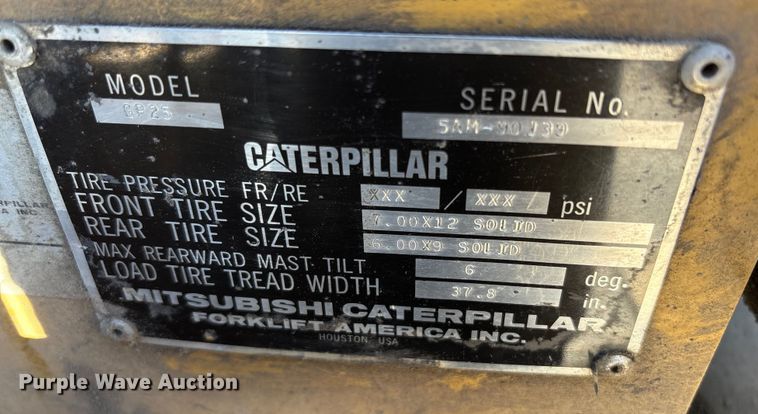 MODEL
GP25
SERIAL No.
CATERPILLAR
TIRE PRESSURE FR/RE XXX / XXX psi
FRONT TIRE SIZE 7.00X12 SOLID
REAR TIRE SIZE 6.00X9 SOLID
MAX REARWARD MAST TILT 6 deg.
LOAD TIRE TREAD WIDTH 37.8 in.
MITSUBISHI CATERPILLAR
FORKLIFT AMERICA INC.
HOUSTON, USA
RPILLAR
A INC.
Purple Wave Auction